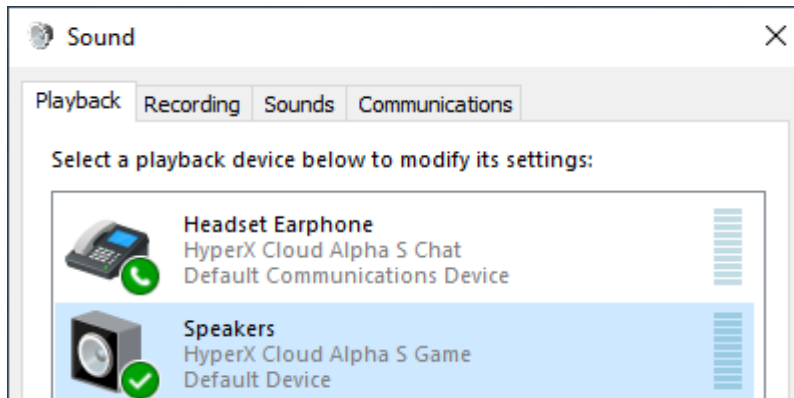 Sound
Playback Recording Sounds Communications
Select a playback device below to modify its settings:
Headset Earphone
HyperX Cloud Alpha S Chat
Default Communications Device
Speakers
HyperX Cloud Alpha S Game
Default Device